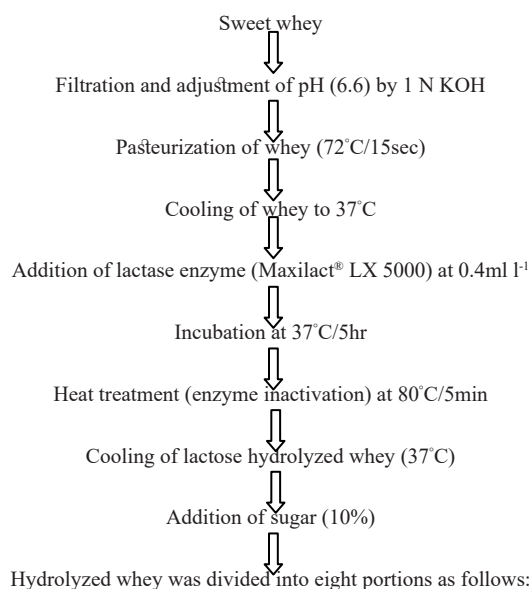 Sweet whey
Filtration and adjustment of pH (6.6) by 1 N KOH
Pasteurization of whey (72°C/15sec)
Cooling of whey to 37°C
Addition of lactase enzyme (Maxilact® LX 5000) at 0.4ml l⁻¹
Incubation at 37°C/5hr
Heat treatment (enzyme inactivation) at 80°C/5min
Cooling of lactose hydrolyzed whey (37°C)
Addition of sugar (10%)
Hydrolyzed whey was divided into eight portions as follows: